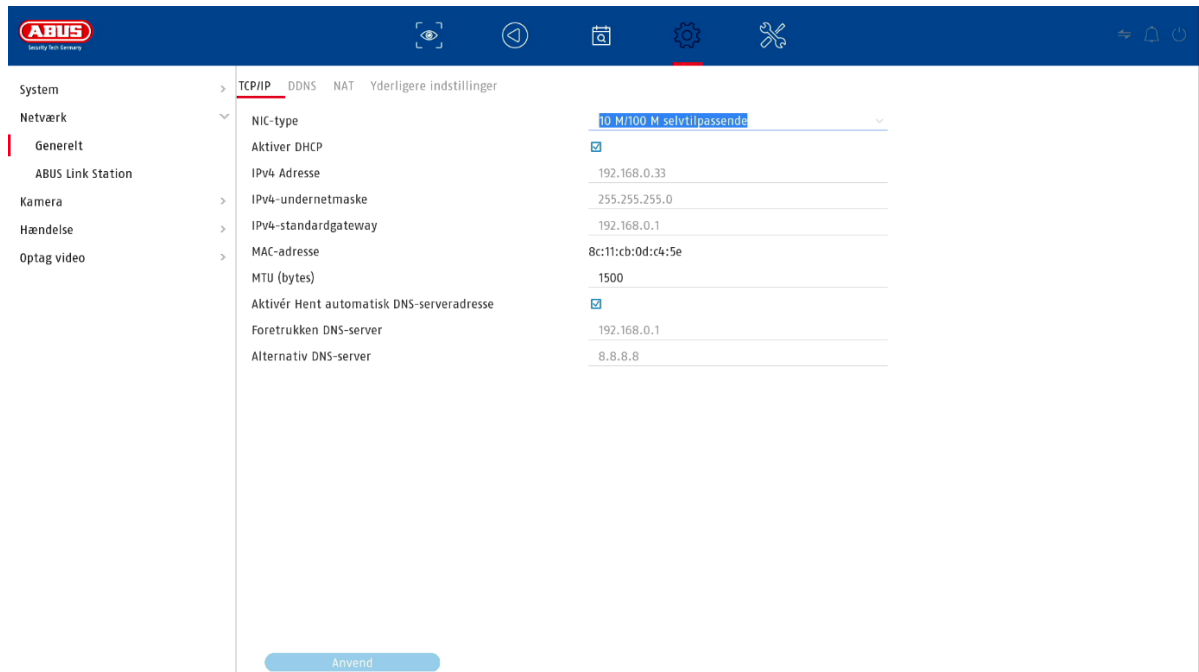 ABUS
Security Tech Germany
System
Netværk
Generelt
ABUS Link Station
Kamera
Hændelse
Optag video
TCP/IP DDNS NAT Yderligere indstillinger
NIC-type 10 M/100 M selvtilpassende
Aktiver DHCP
IPv4 Adresse 192.168.0.33
IPv4-undernetmaske 255.255.255.0
IPv4-standardgateway 192.168.0.1
MAC-adresse 8c:11:cb:0d:c4:5e
MTU (bytes) 1500
Aktivér Hent automatisk DNS-serveradresse
Foretrukken DNS-server 192.168.0.1
Alternativ DNS-server 8.8.8.8
Anvend